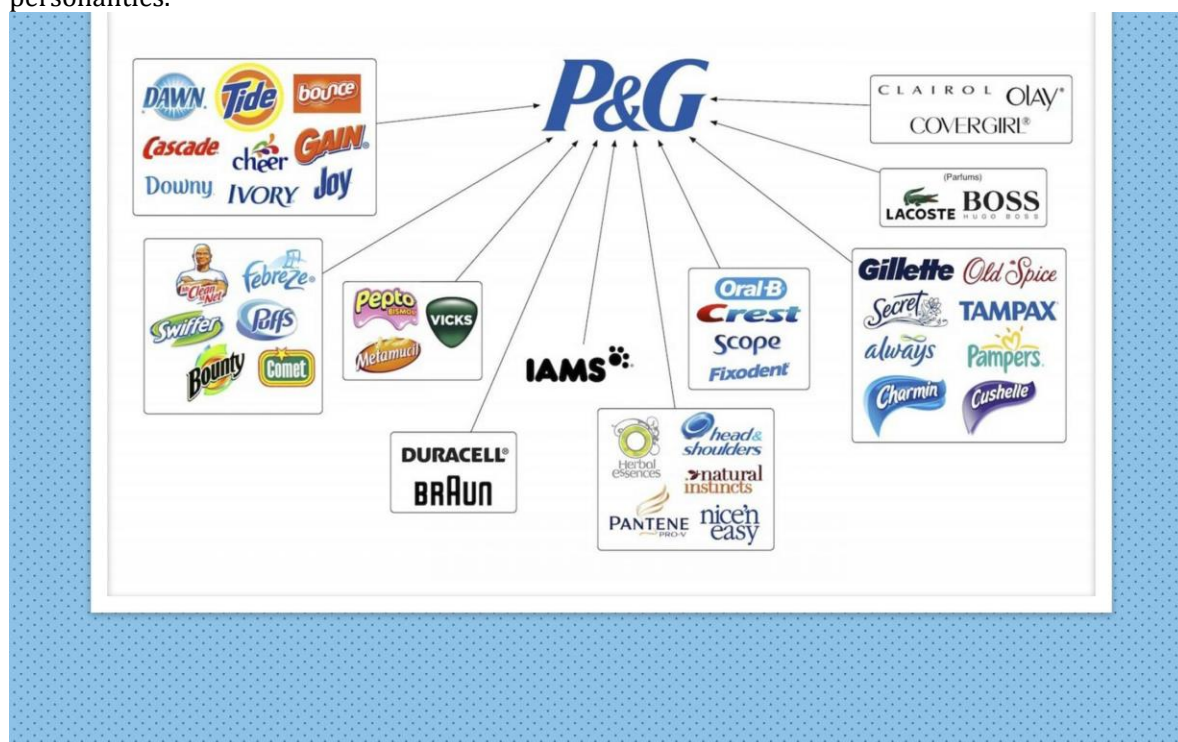 personalities.
P&G
DAWN Tide bounce
Cascade cheer GAIN
Downy IVORY Joy
CLAIROL OLAY®
COVERGIRL®
(Parfums)
LACOSTE BOSS
HUGO BOSS
Mr. Clean Mr. Net febreze
Swiffer Puffs
Bounty Comet
Pepto BISMOL VICKS
Metamucil
IAMS
Oral-B
Crest
Scope
Fixodent
Gillette Old Spice
Secret TAMPAX
always Pampers.
Charmin Cushelle
DURACELL®
BRAUN
Herbal essences head & shoulders
natural instincts
PANTENE PRO-V nice'n easy